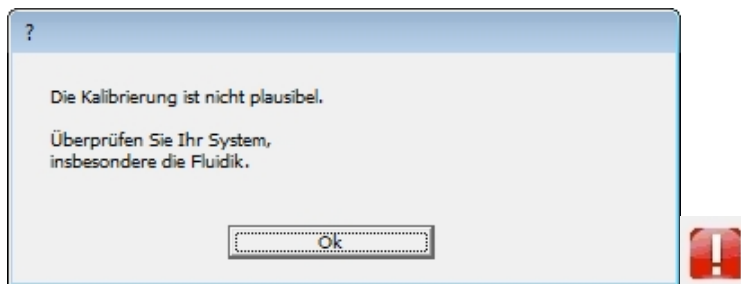 ?
Die Kalibrierung ist nicht plausibel.
Überprüfen Sie Ihr System,
insbesondere die Fluidik.
Ok
!